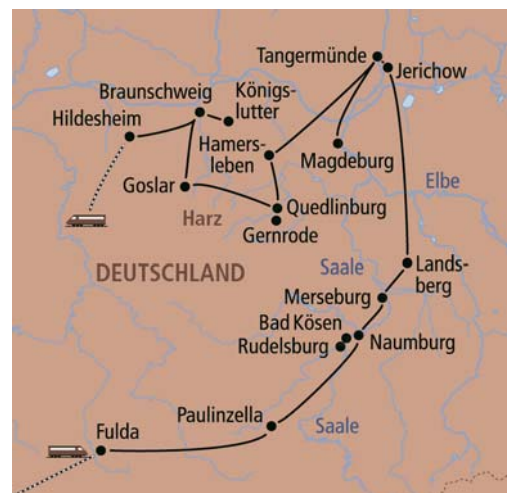 Tangermünde
Jerichow
Braunschweig
Königs-
lutter
Hildesheim
Hamers-
leben
Magdeburg
Elbe
Goslar
Harz
Quedlinburg
Gernrode
DEUTSCHLAND
Saale
Lands-
berg
Merseburg
Bad Kösen
Rudelsburg
Naumburg
Paulinzella
Saale
Fulda